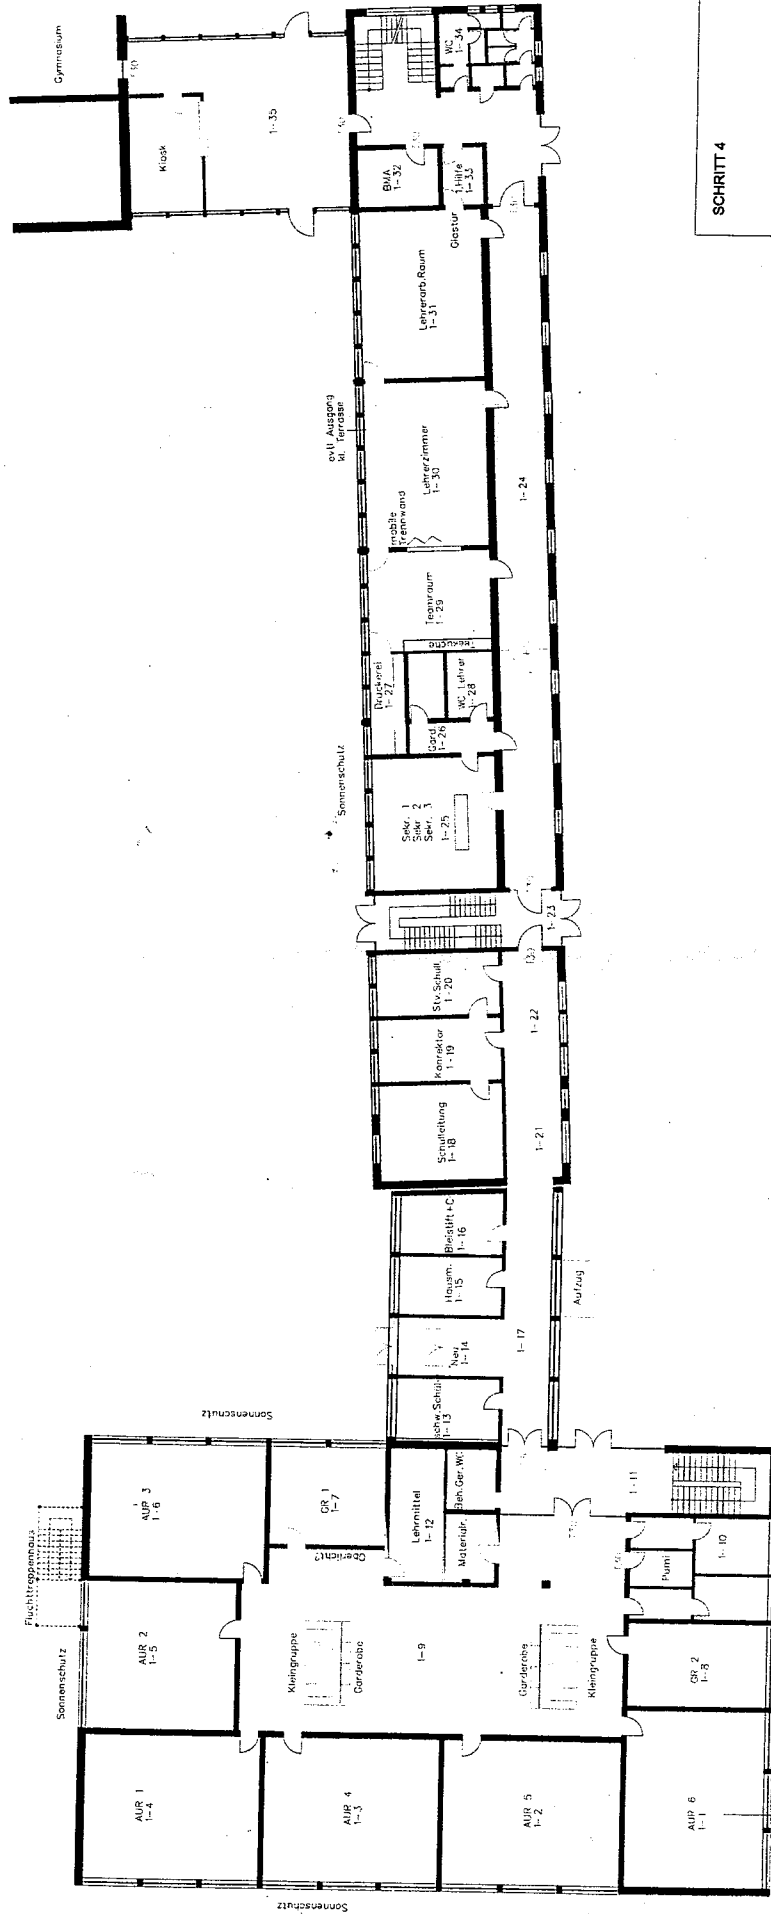 Gymnasium
Kiosk
1-35
WC
1-34
BMA
1-32
1.Hilfe
1-33
Glastür
SCHRITT 4
Lehrerarb.Raum
1-31
evtl Ausgang
kl. Terrasse
Lehrerzimmer
1-30
mobile
Trennwand
1-24
Teamraum
1-29
Teeküche
Druckerei
1-27
WC Lehrer
1-28
Gard.
1-26
Sonnenschutz
Sekr. 1
Sekr. 2
Sekr. 3
1-25
1-23
Stv.Schull.
1-20
Konrektor
1-19
Schulleitung
1-18
1-22
1-21
Bleistift+C
1-16
Hausm.
1-15
Neu
1-14
schw.Schül
1-13
1-17
Aufzug
Sonnenschutz
Fluchttreppenhaus
AUR 3
1-6
GR 1
1-7
Oberlicht?
Lehrmittel
1-12
Beh.Ger.WC
Materialr.
1-11
Sonnenschutz
AUR 2
1-5
Kleingruppe
Garderobe
1-9
Garderobe
Kleingruppe
Pumi
1-10
GR 2
1-8
AUR 1
1-4
AUR 4
1-3
AUR 5
1-2
AUR 6
1-1
Sonnenschutz